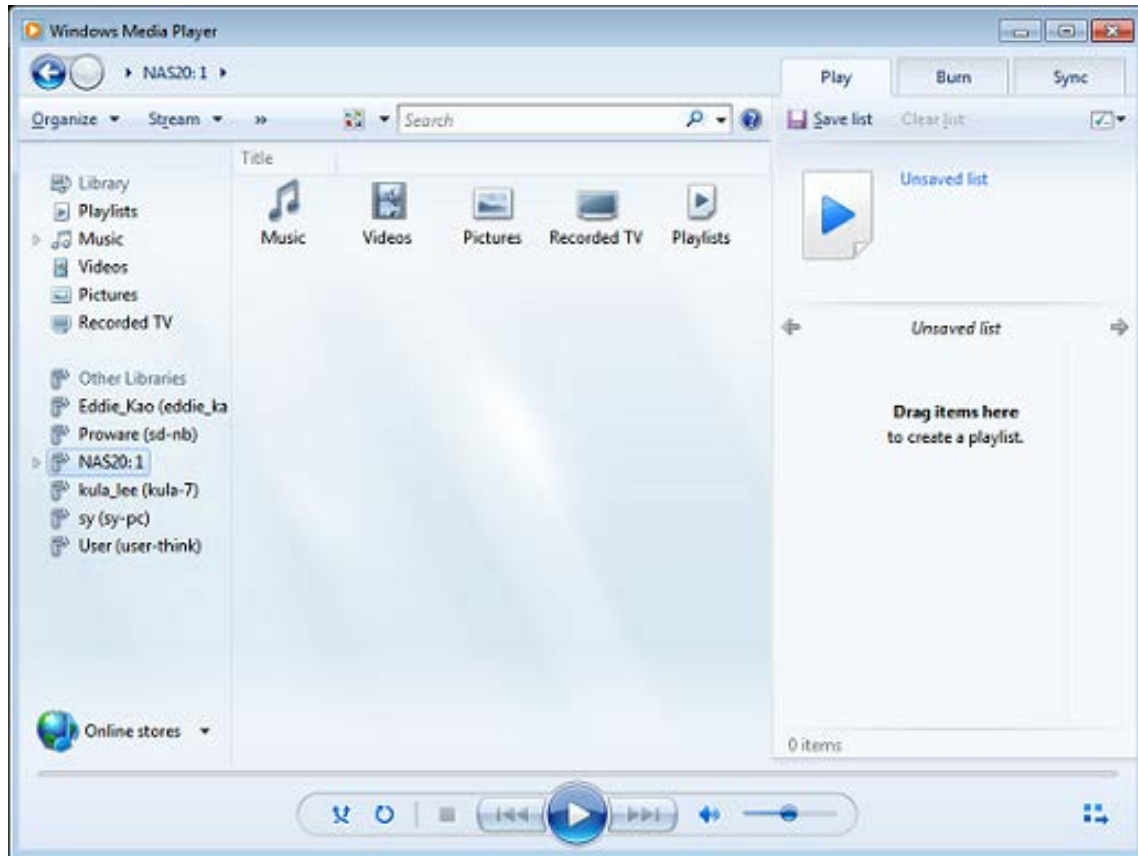 Windows Media Player
NAS20: 1
Play
Burn
Sync
Organize
Stream
»
Search
Save list
Clear list
Title
Library
Playlists
Music
Videos
Pictures
Recorded TV
Other Libraries
Eddie_Kao (eddie_ka
Proware (sd-nb)
NAS20: 1
kula_lee (kula-7)
sy (sy-pc)
User (user-think)
Online stores
Music
Videos
Pictures
Recorded TV
Playlists
Unsaved list
Unsaved list
Drag items here
to create a playlist.
0 items